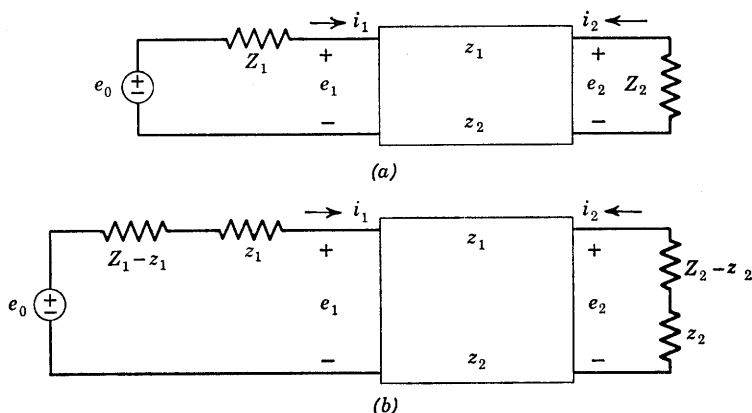 i₁ i₂
Z₁ + z₁ + Z₂
e₀ e₁ e₂
− z₂ −
(a)
i₁ i₂
Z₁−z₁ z₁ + z₁ + Z₂−z₂
e₀ e₁ e₂
z₂
− z₂ −
(b)